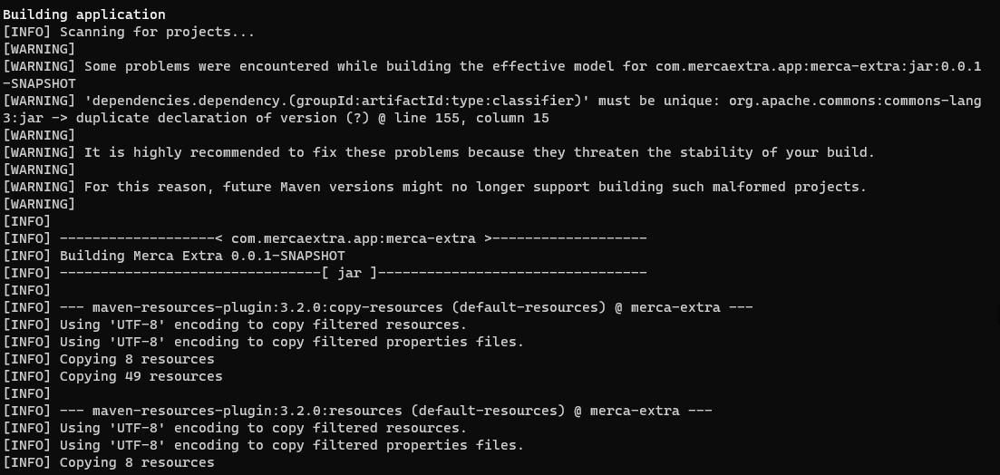 Building application
[INFO] Scanning for projects...
[WARNING]
[WARNING] Some problems were encountered while building the effective model for com.mercaextra.app:merca-extra:jar:0.0.1
-SNAPSHOT
[WARNING] 'dependencies.dependency.(groupId:artifactId:type:classifier)' must be unique: org.apache.commons:commons-lang
3:jar -> duplicate declaration of version (?) @ line 155, column 15
[WARNING]
[WARNING] It is highly recommended to fix these problems because they threaten the stability of your build.
[WARNING]
[WARNING] For this reason, future Maven versions might no longer support building such malformed projects.
[WARNING]
[INFO]
[INFO] -------------------< com.mercaextra.app:merca-extra >-------------------
[INFO] Building Merca Extra 0.0.1-SNAPSHOT
[INFO] --------------------------------[ jar ]---------------------------------
[INFO]
[INFO] --- maven-resources-plugin:3.2.0:copy-resources (default-resources) @ merca-extra ---
[INFO] Using 'UTF-8' encoding to copy filtered resources.
[INFO] Using 'UTF-8' encoding to copy filtered properties files.
[INFO] Copying 8 resources
[INFO] Copying 49 resources
[INFO]
[INFO] --- maven-resources-plugin:3.2.0:resources (default-resources) @ merca-extra ---
[INFO] Using 'UTF-8' encoding to copy filtered resources.
[INFO] Using 'UTF-8' encoding to copy filtered properties files.
[INFO] Copying 8 resources